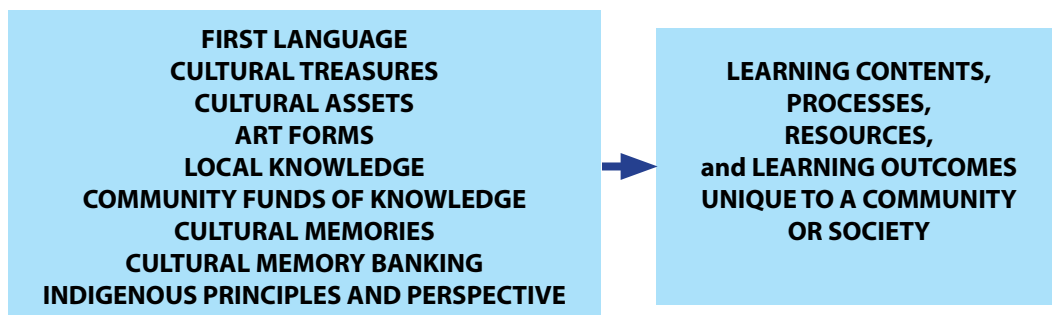 FIRST LANGUAGE
CULTURAL TREASURES
CULTURAL ASSETS
ART FORMS
LOCAL KNOWLEDGE
COMMUNITY FUNDS OF KNOWLEDGE
CULTURAL MEMORIES
CULTURAL MEMORY BANKING
INDIGENOUS PRINCIPLES AND PERSPECTIVE
LEARNING CONTENTS,
PROCESSES,
RESOURCES,
and LEARNING OUTCOMES
UNIQUE TO A COMMUNITY
OR SOCIETY